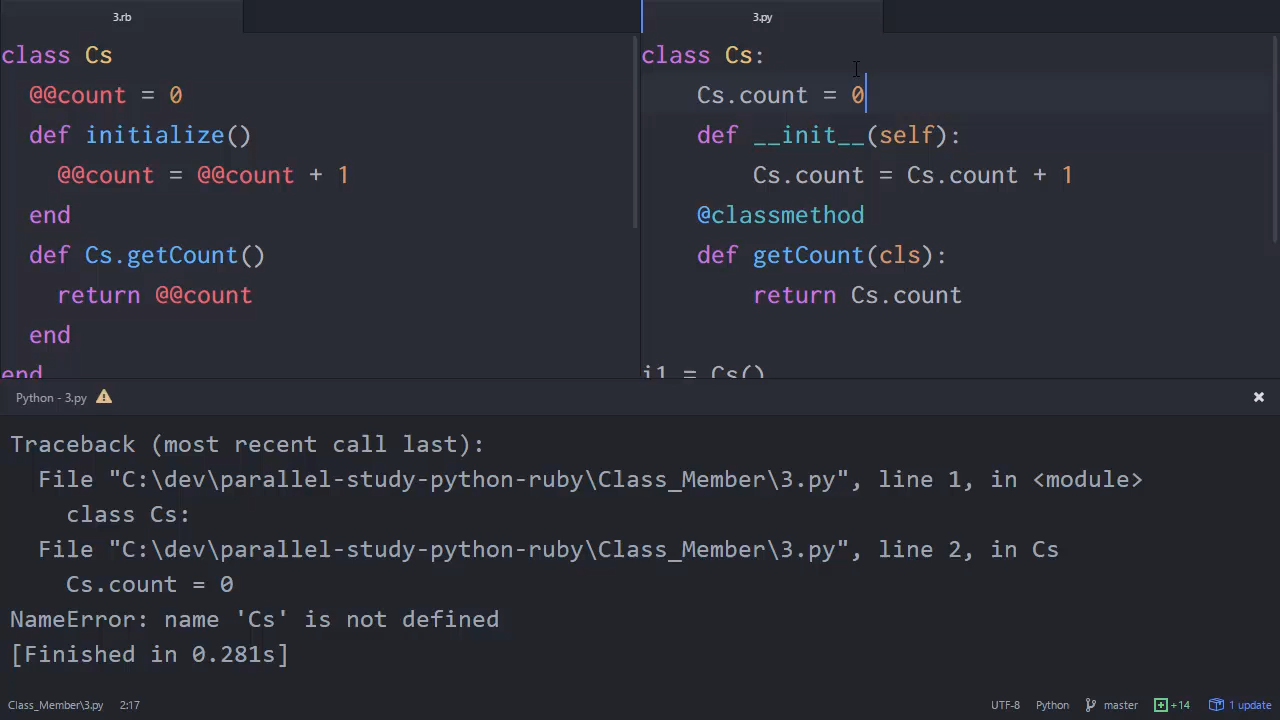 3.rb
class Cs
@@count = 0
def initialize()
@@count = @@count + 1
end
def Cs.getCount()
return @@count
end
end
3.py
class Cs:
Cs.count = 0
def __init__(self):
Cs.count = Cs.count + 1
@classmethod
def getCount(cls):
return Cs.count
i1 = Cs()
Python - 3.py
Traceback (most recent call last):
File "C:\dev\parallel-study-python-ruby\Class_Member\3.py", line 1, in <module>
class Cs:
File "C:\dev\parallel-study-python-ruby\Class_Member\3.py", line 2, in Cs
Cs.count = 0
NameError: name 'Cs' is not defined
[Finished in 0.281s]
Class_Member\3.py 2:17 UTF-8 Python master +14 1 update